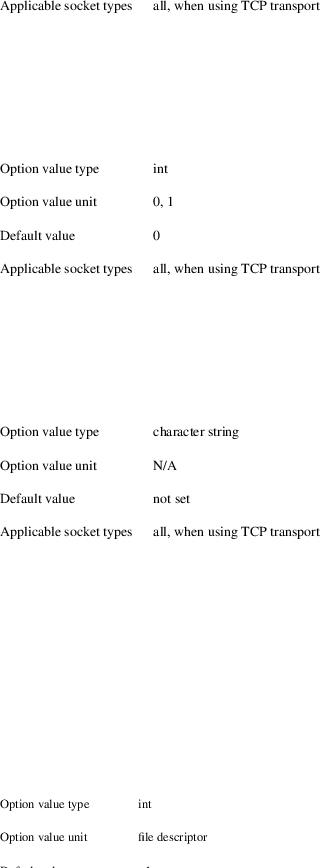 Applicable socket types all, when using TCP transport
Option value type int
Option value unit 0, 1
Default value 0
Applicable socket types all, when using TCP transport
Option value type character string
Option value unit N/A
Default value not set
Applicable socket types all, when using TCP transport
Option value type int
Option value unit file descriptor